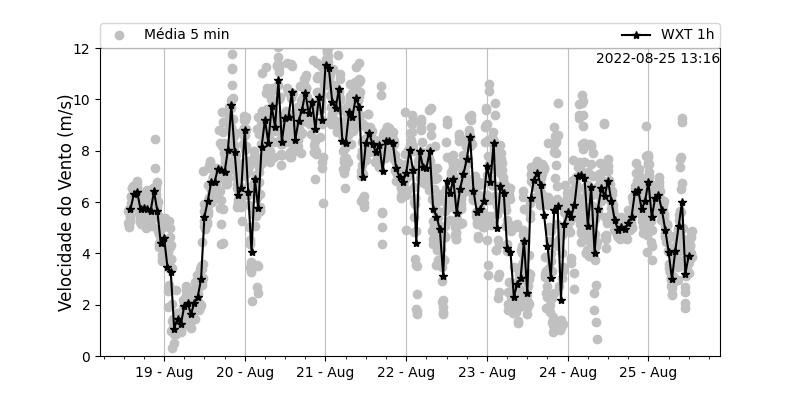 Média 5 min
WXT 1h
2022-08-25 13:16
Velocidade do Vento (m/s)
12
10
8
6
4
2
0
19 - Aug
20 - Aug
21 - Aug
22 - Aug
23 - Aug
24 - Aug
25 - Aug